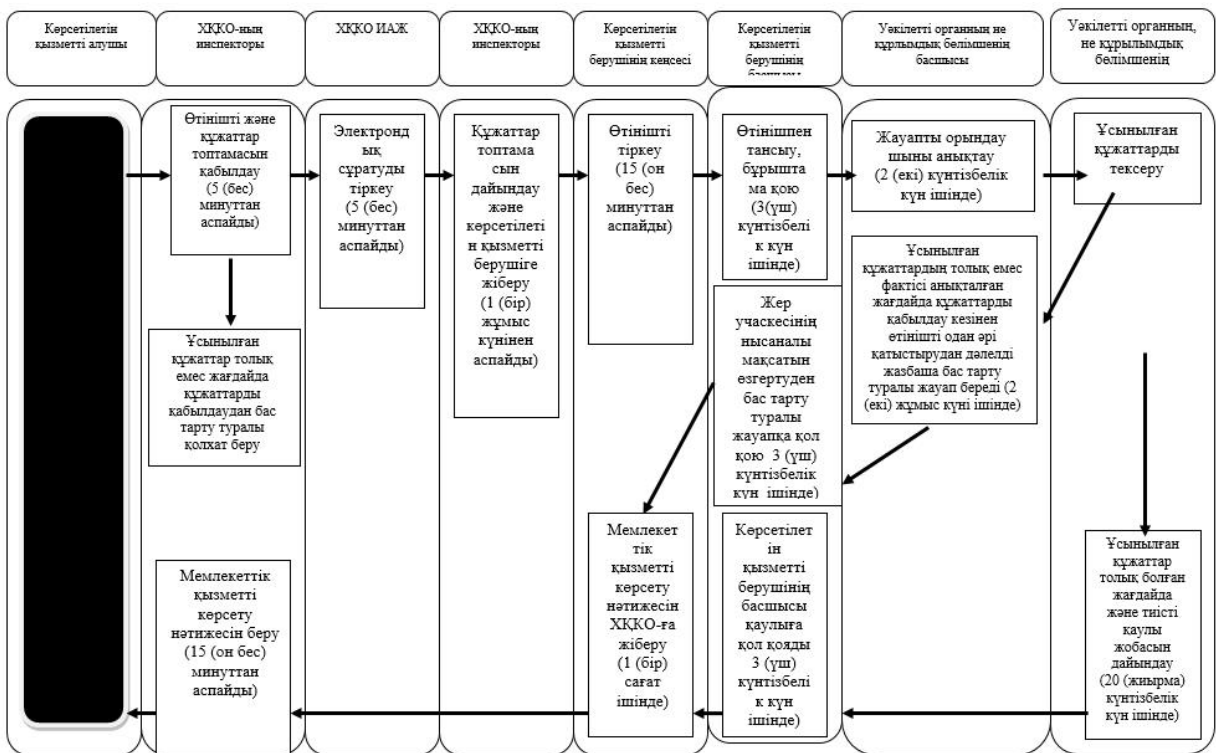 Көрсетілетін
қызметті алушы
ХҚКО-ның
инспекторы
ХҚКО ИАЖ
ХҚКО-ның
инспекторы
Көрсетілетін
қызметті
берушінің кеңсесі
Көрсетілетін
қызметті
берушінің
Уәкілетті органның не
құрлымдық бөлімшенің
басшысы
Уәкілетті органның,
не құрылымдық
бөлімшенің
Өтінішті және
құжаттар
топтамасын
қабылдау
(5 (бес)
минуттан
аспайды)
Ұсынылған
құжаттар толық
емес жағдайда
құжаттарды
қабылдаудан бас
тарту туралы
қолхат беру
Мемлекеттік
қызметті
көрсету
нәтижесін беру
(15 (он бес)
минуттан
аспайды)
Электронд
ық
сұратуды
тіркеу
(5 (бес)
минуттан
аспайды)
Құжаттар
топтама
сын
дайындау
және
көрсетілеті
н қызметті
берушіге
жіберу
(1 (бір)
жұмыс
күнінен
аспайды)
Өтінішті
тіркеу
(15 (он
бес)
минуттан
аспайды)
Мемлекет
тік
қызметті
көрсету
нәтижесін
ХҚКО-ға
жіберу
(1 (бір)
сағат
ішінде)
Өтінішпен
тансыу,
бұрышта
ма қою
(3(үш)
күнтізбелі
к күн
ішінде)
Жер
учаскесінің
нысаналы
мақсатын
өзгертуден
бас тарту
туралы
жауапқа қол
қою 3 (үш)
күнтізбелік
күн ішінде)
Көрсетілет
ін
қызметті
берушінің
басшысы
қаулыға
қол қояды
3 (үш)
күнтізбелі
к күн
ішінде)
Жауапты орындау
шыны анықтау
(2 (екі) күнтізбелік
күн ішінде)
Ұсынылған
құжаттардың толық емес
фактісі анықталған
жағдайда құжаттарды
қабылдау кезінен
өтінішті одан әрі
қатыстырудан дәлелді
жазбаша бас тарту
туралы жауап береді (2
(екі) жұмыс күні ішінде)
Ұсынылған
құжаттарды
тексеру
Ұсынылған
құжаттар
толық болған
жағдайда
және тиісті
қаулы
жобасын
дайындау
(20 (жиырма)
күнтізбелік
күн ішінде)